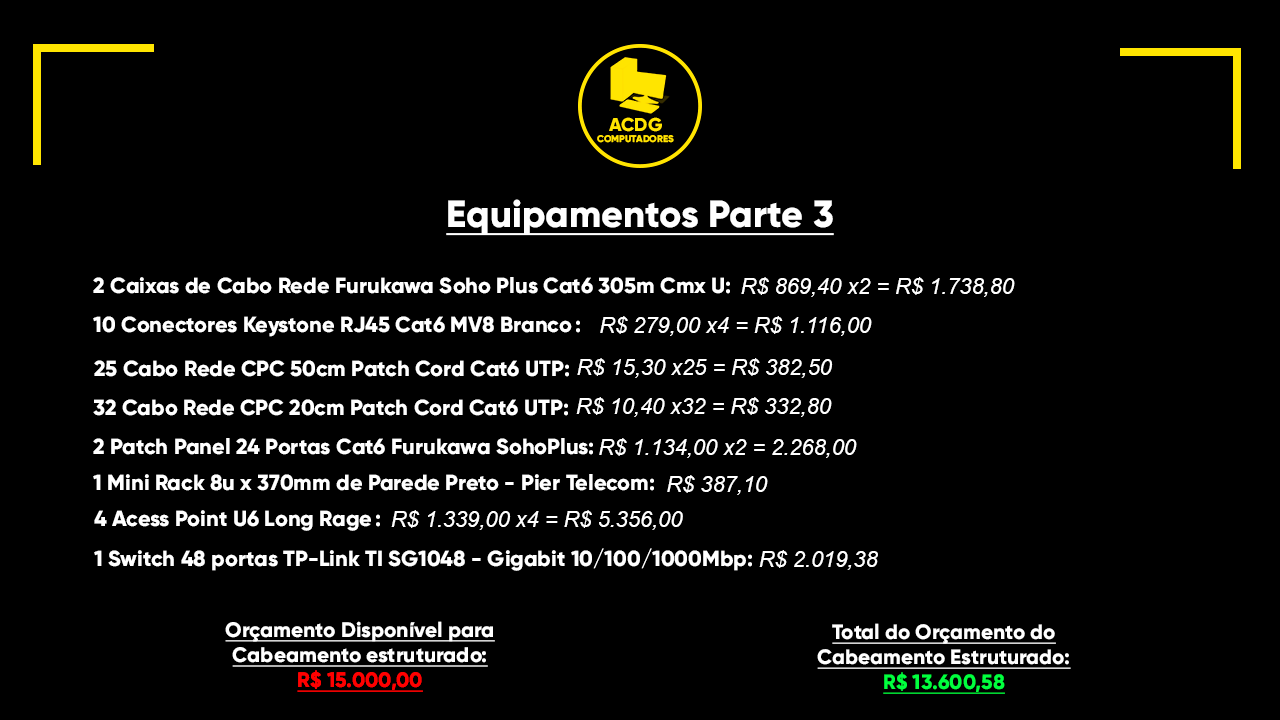 ACDG
COMPUTADORES
Equipamentos Parte 3
2 Caixas de Cabo Rede Furukawa Soho Plus Cat6 305m Cmx U: R$ 869,40 x2 = R$ 1.738,80
10 Conectores Keystone RJ45 Cat6 MV8 Branco: R$ 279,00 x4 = R$ 1.116,00
25 Cabo Rede CPC 50cm Patch Cord Cat6 UTP: R$ 15,30 x25 = R$ 382,50
32 Cabo Rede CPC 20cm Patch Cord Cat6 UTP: R$ 10,40 x32 = R$ 332,80
2 Patch Panel 24 Portas Cat6 Furukawa SohoPlus: R$ 1.134,00 x2 = 2.268,00
1 Mini Rack 8u x 370mm de Parede Preto - Pier Telecom: R$ 387,10
4 Acess Point U6 Long Rage: R$ 1.339,00 x4 = R$ 5.356,00
1 Switch 48 portas TP-Link TI SG1048 - Gigabit 10/100/1000Mbp: R$ 2.019,38
Orçamento Disponível para
Cabeamento estruturado:
R$ 15.000,00
Total do Orçamento do
Cabeamento Estruturado:
R$ 13.600,58